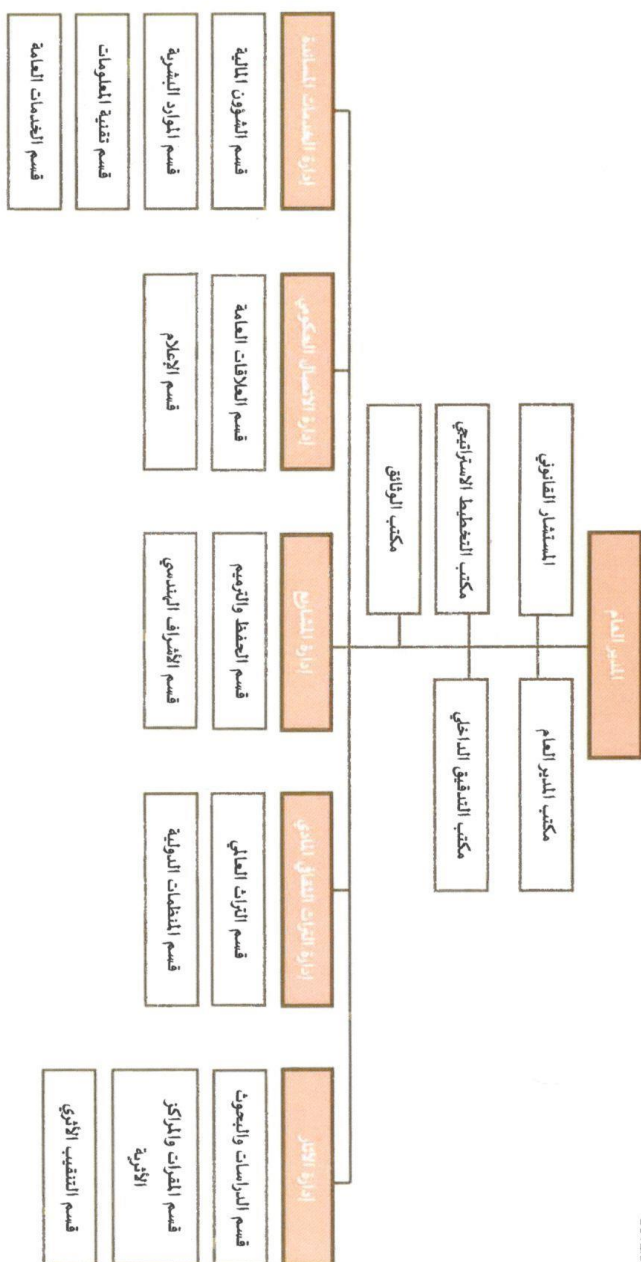 المدير العام
مكتب المدير العام
المستشار القانوني
مكتب التدقيق الداخلي
مكتب التخطيط الاستراتيجي
مكتب الوثائق
إدارة الآثار
قسم الدراسات والبحوث
قسم المقرات والمراكز
الأثرية
قسم التنقيب الأثري
إدارة التراث الثقافي المادي
قسم التراث العالمي
قسم المنظمات الدولية
إدارة المشاريع
قسم الحفظ والترميم
قسم الأشراف الهندسي
إدارة الاتصال الحكومي
قسم العلاقات العامة
قسم الإعلام
إدارة الخدمات المساندة
قسم الشؤون المالية
قسم الموارد البشرية
قسم تقنية المعلومات
قسم الخدمات العامة